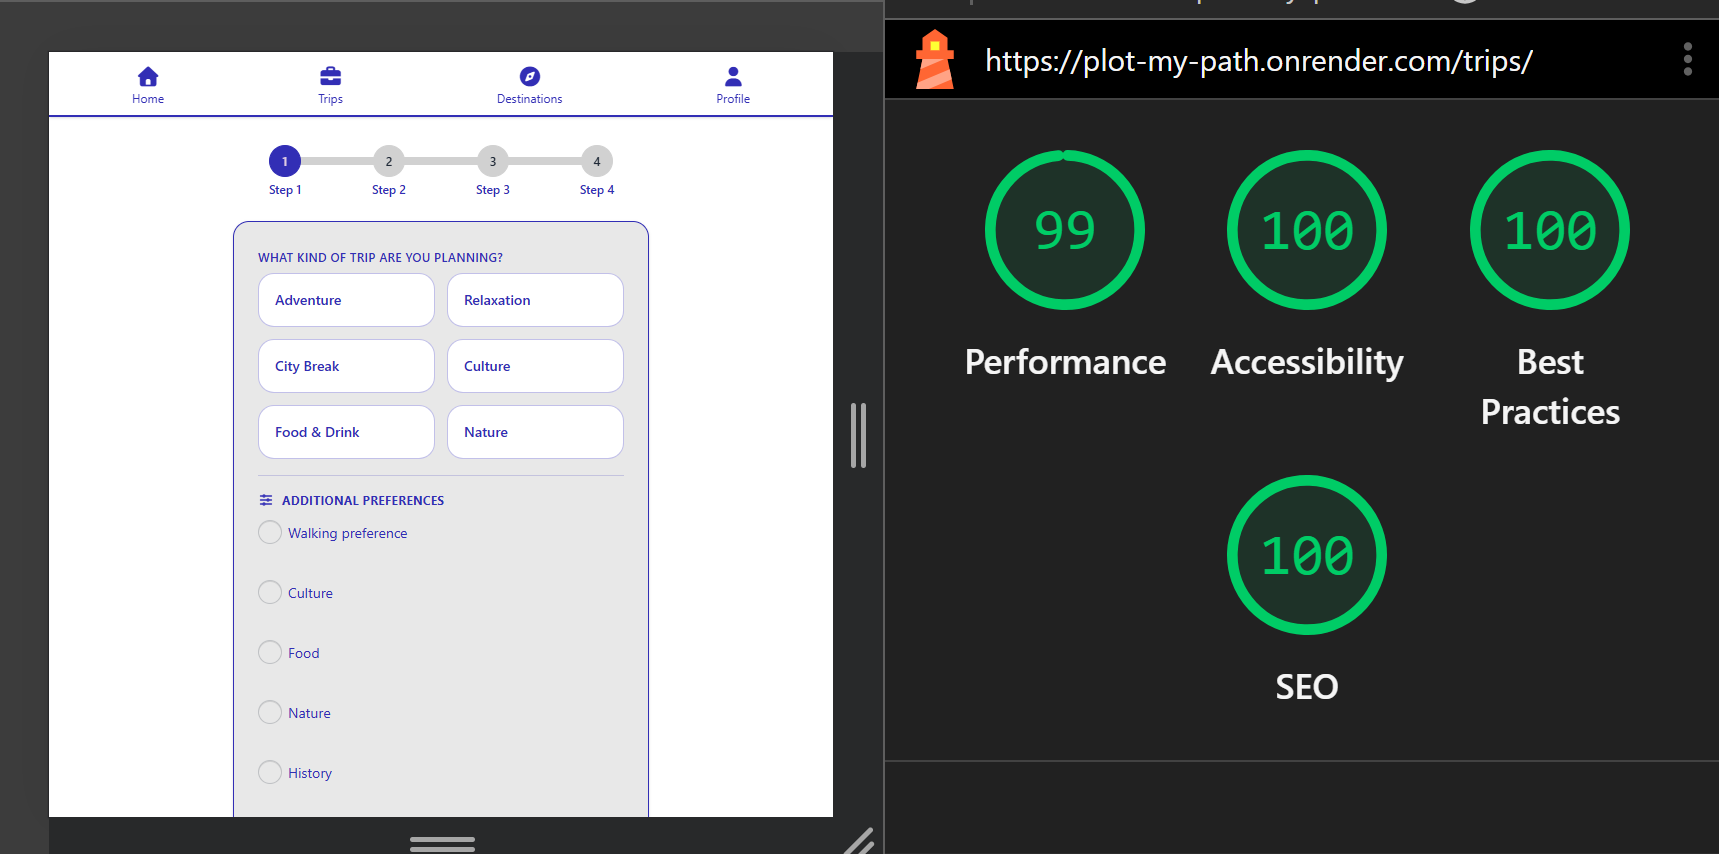 Home
Trips
Destinations
Profile
1
2
3
4
Step 1
Step 2
Step 3
Step 4
WHAT KIND OF TRIP ARE YOU PLANNING?
Adventure
Relaxation
City Break
Culture
Food & Drink
Nature
ADDITIONAL PREFERENCES
Walking preference
Culture
Food
Nature
History
https://plot-my-path.onrender.com/trips/
99
100
100
Performance
Accessibility
Best
Practices
100
SEO